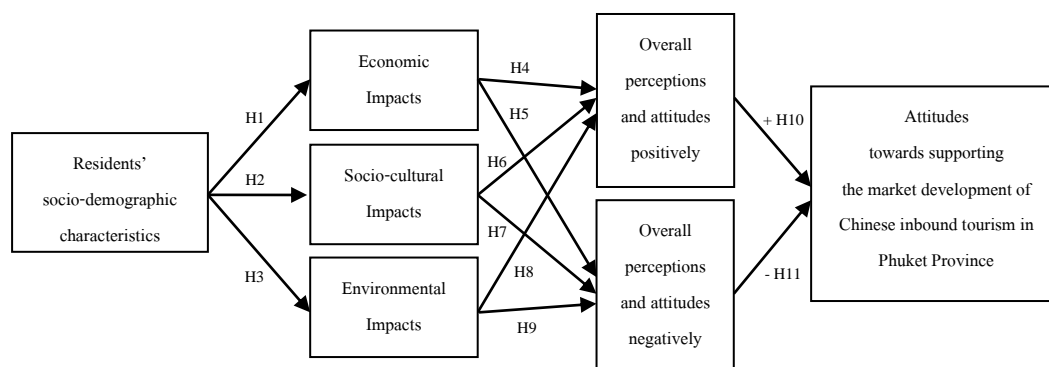 Residents’
socio-demographic
characteristics
H1
H2
H3
Economic
Impacts
Socio-cultural
Impacts
Environmental
Impacts
H4
H5
H6
H7
H8
H9
Overall
perceptions
and attitudes
positively
Overall
perceptions
and attitudes
negatively
+ H10
- H11
Attitudes
towards supporting
the market development of
Chinese inbound tourism in
Phuket Province